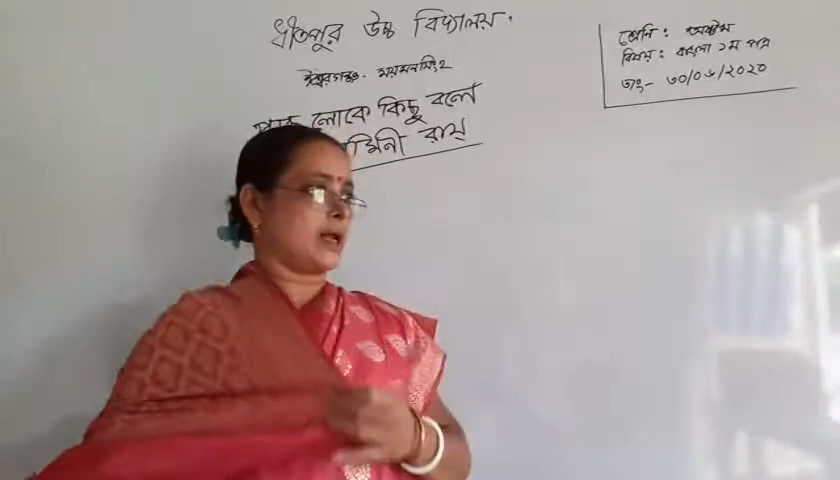 ধীতপুর উচ্চ বিদ্যালয়।
ঈশ্বরগঞ্জ, ময়মনসিংহ
লোকে কিছু বলে
মিনী রায়
শ্রেনি : অষ্টম
বিষয় : বাংলা ১ম পত্র
তাং- ৩০/০৬/২০২০